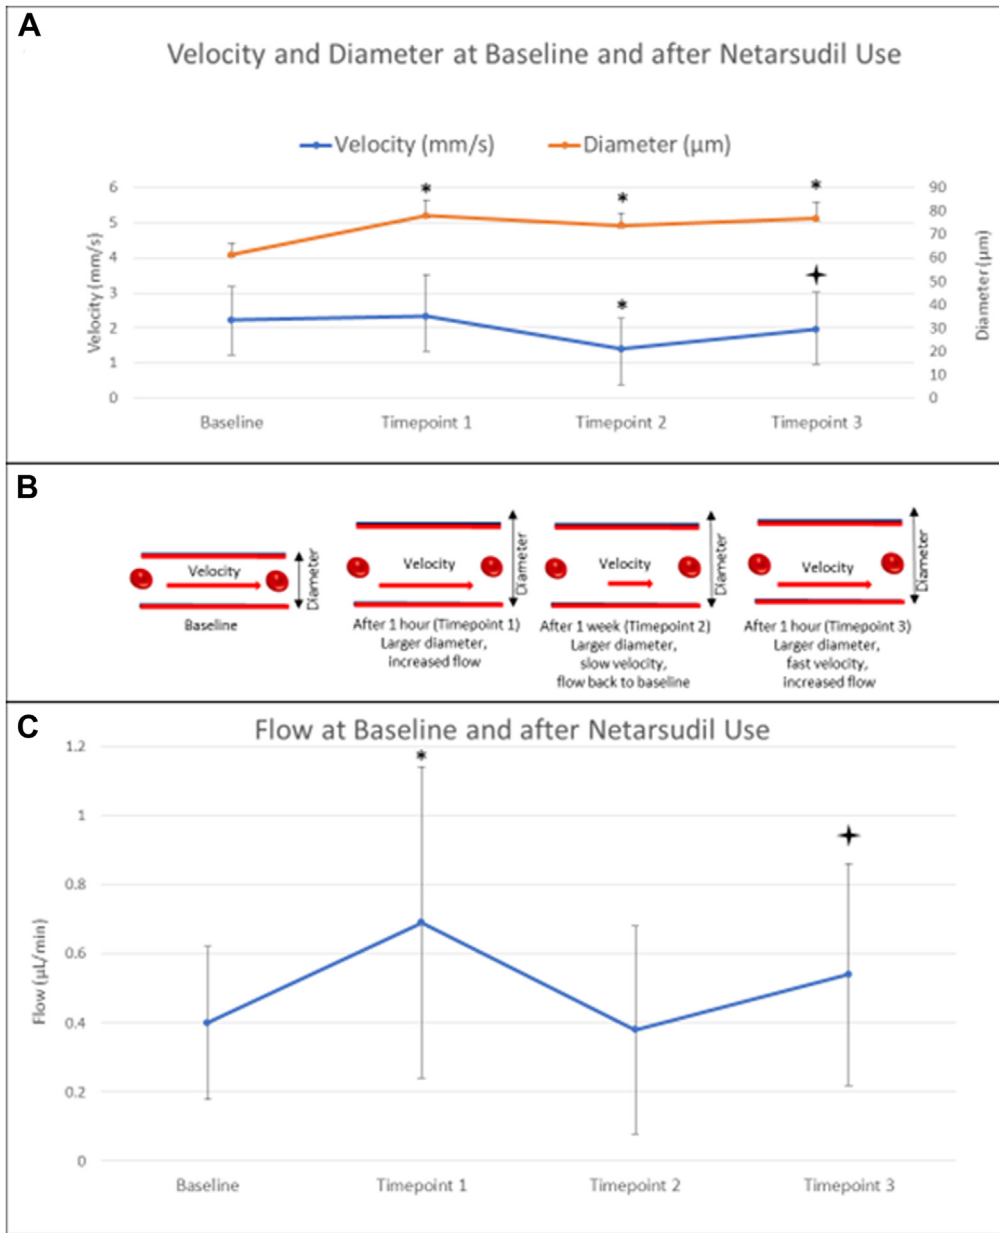 A
Velocity and Diameter at Baseline and after Netarsudil Use
Velocity (mm/s) Diameter (µm)
6
5
4
3
2
1
0
Velocity (mm/s)
90
80
70
60
50
40
30
20
10
0
Diameter (µm)
* * *
* ✦
Baseline Timepoint 1 Timepoint 2 Timepoint 3
B
Velocity
Diameter
Baseline
Velocity
Diameter
After 1 hour (Timepoint 1)
Larger diameter,
increased flow
Velocity
Diameter
After 1 week (Timepoint 2)
Larger diameter,
slow velocity,
flow back to baseline
Velocity
Diameter
After 1 hour (Timepoint 3)
Larger diameter,
fast velocity,
increased flow
C
Flow at Baseline and after Netarsudil Use
1.2
1
0.8
0.6
0.4
0.2
0
Flow (µL/min)
* ✦
Baseline Timepoint 1 Timepoint 2 Timepoint 3